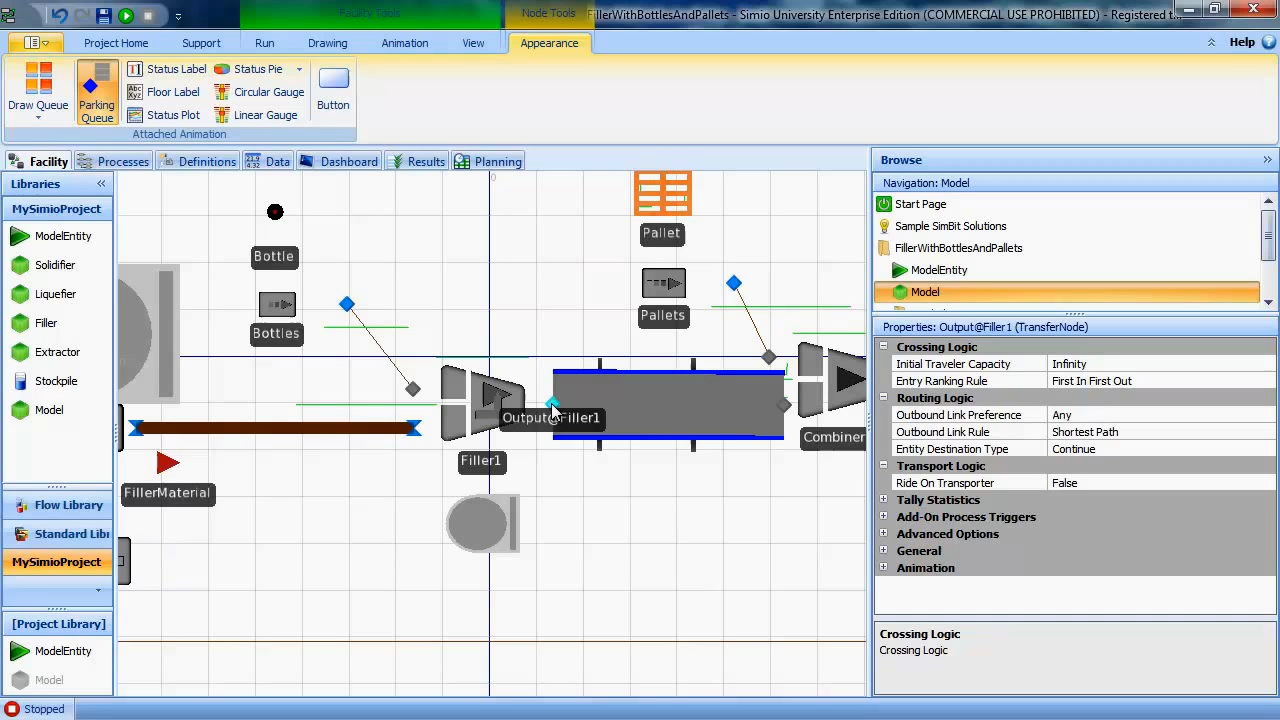 Facility Tools
Node Tools
FillerWithBottlesAndPallets - Simio University Enterprise Edition (COMMERCIAL USE PROHIBITED) - Registered t...
Project Home
Support
Run
Drawing
Animation
View
Appearance
Help
Draw Queue
Parking Queue
Status Label
Floor Label
Status Plot
Status Pie
Circular Gauge
Linear Gauge
Button
Attached Animation
Facility
Processes
Definitions
Data
Dashboard
Results
Planning
Libraries
MySimioProject
ModelEntity
Solidifier
Liquefier
Filler
Extractor
Stockpile
Model
Flow Library
Standard Libr
MySimioProject
[Project Library]
ModelEntity
Model
0
Bottle
Bottles
Pallet
Pallets
Output@Filler1
Filler1
Combiner
FillerMaterial
Browse
Navigation: Model
Start Page
Sample SimBit Solutions
FillerWithBottlesAndPallets
ModelEntity
Model
Properties: Output@Filler1 (TransferNode)
Crossing Logic
Initial Traveler Capacity Infinity
Entry Ranking Rule First In First Out
Routing Logic
Outbound Link Preference Any
Outbound Link Rule Shortest Path
Entity Destination Type Continue
Transport Logic
Ride On Transporter False
Tally Statistics
Add-On Process Triggers
Advanced Options
General
Animation
Crossing Logic
Crossing Logic
Stopped